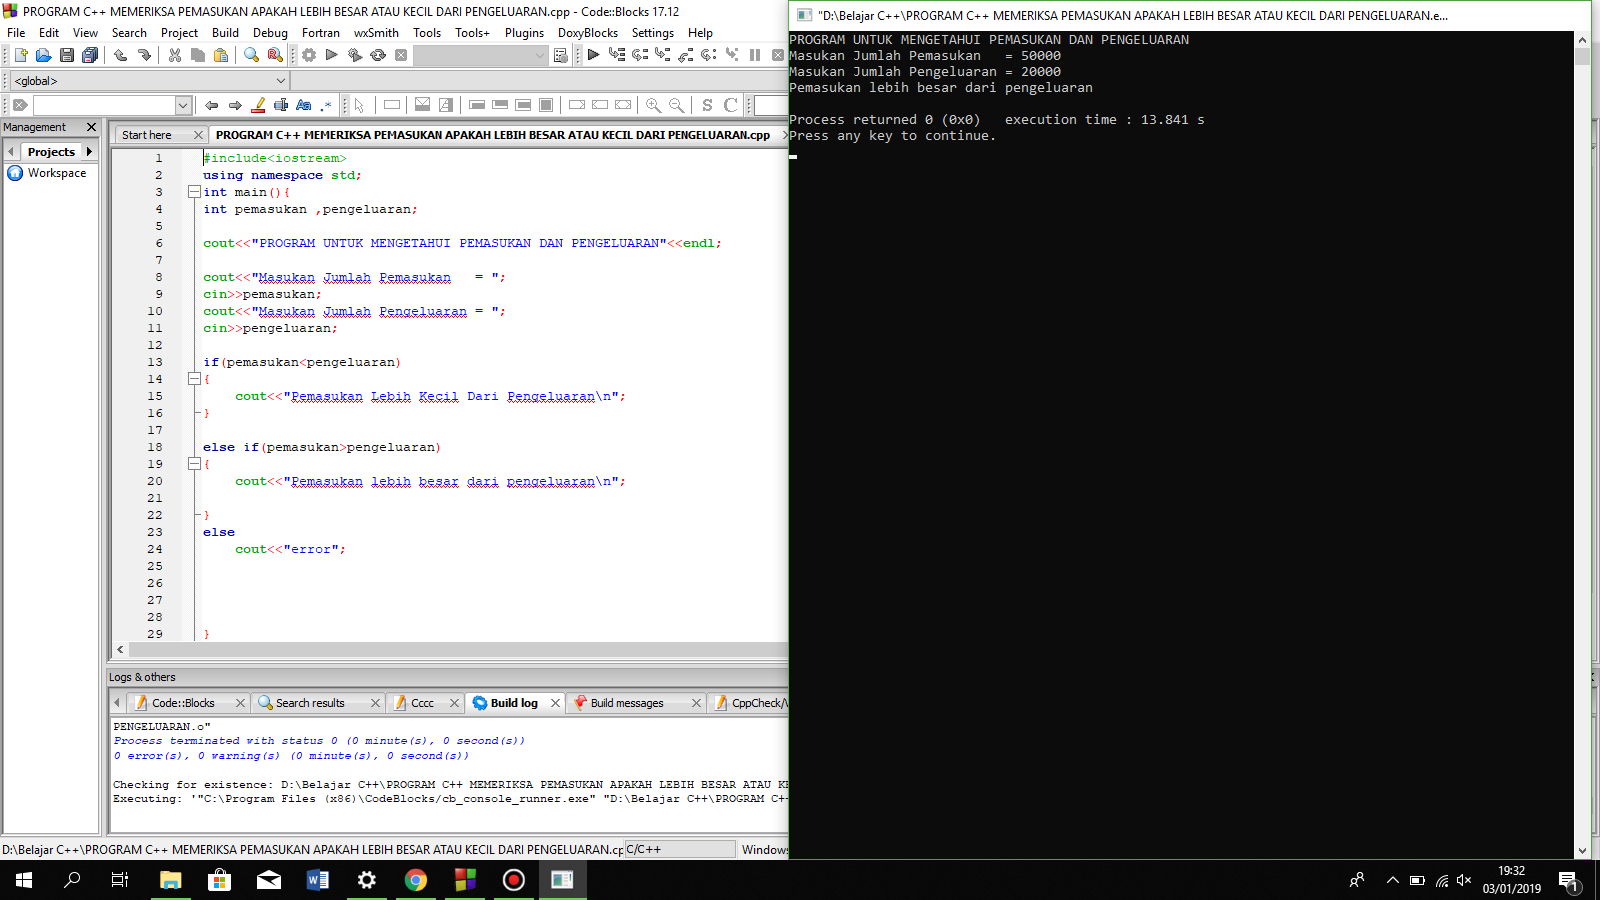 PROGRAM C++ MEMERIKSA PEMASUKAN APAKAH LEBIH BESAR ATAU KECIL DARI PENGELUARAN.cpp - Code::Blocks 17.12
File Edit View Search Project Build Debug Fortran wxSmith Tools Tools+ Plugins DoxyBlocks Settings Help
<global>
Management
Projects
Workspace
Start here
PROGRAM C++ MEMERIKSA PEMASUKAN APAKAH LEBIH BESAR ATAU KECIL DARI PENGELUARAN.cpp
1 #include<iostream>
2 using namespace std;
3 int main(){
4 int pemasukan ,pengeluaran;
5
6 cout<<"PROGRAM UNTUK MENGETAHUI PEMASUKAN DAN PENGELUARAN"<<endl;
7
8 cout<<"Masukan Jumlah Pemasukan   = ";
9 cin>>pemasukan;
10 cout<<"Masukan Jumlah Pengeluaran = ";
11 cin>>pengeluaran;
12
13 if(pemasukan<pengeluaran)
14 {
15     cout<<"Pemasukan Lebih Kecil Dari Pengeluaran\n";
16 }
17
18 else if(pemasukan>pengeluaran)
19 {
20     cout<<"Pemasukan lebih besar dari pengeluaran\n";
21
22 }
23 else
24     cout<<"error";
25
26
27
28
29 }
Logs & others
Code::Blocks Search results Cccc Build log Build messages CppCheck/
PENGELUARAN.o"
Process terminated with status 0 (0 minute(s), 0 second(s))
0 error(s), 0 warning(s) (0 minute(s), 0 second(s))
Checking for existence: D:\Belajar C++\PROGRAM C++ MEMERIKSA PEMASUKAN APAKAH LEBIH BESAR ATAU
Executing: '"C:\Program Files (x86)\CodeBlocks/cb_console_runner.exe" "D:\Belajar C++\PROGRAM C++
D:\Belajar C++\PROGRAM C++ MEMERIKSA PEMASUKAN APAKAH LEBIH BESAR ATAU KECIL DARI PENGELUARAN.cp C/C++ Windows
"D:\Belajar C++\PROGRAM C++ MEMERIKSA PEMASUKAN APAKAH LEBIH BESAR ATAU KECIL DARI PENGELUARAN.e...
PROGRAM UNTUK MENGETAHUI PEMASUKAN DAN PENGELUARAN
Masukan Jumlah Pemasukan   = 50000
Masukan Jumlah Pengeluaran = 20000
Pemasukan lebih besar dari pengeluaran
Process returned 0 (0x0)   execution time : 13.841 s
Press any key to continue.
19:32
03/01/2019
1